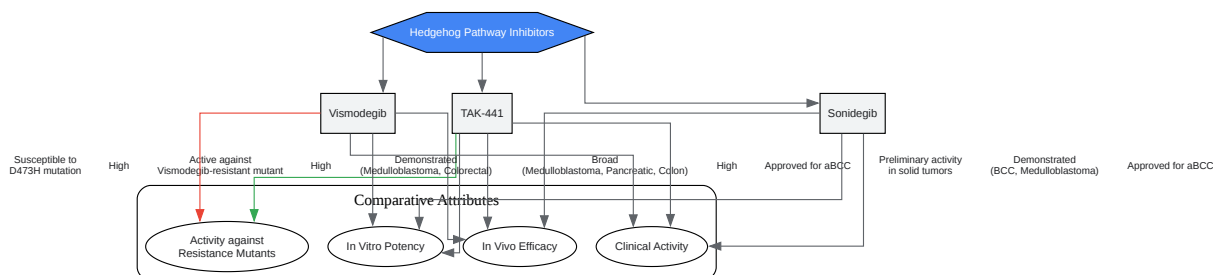 Hedgehog Pathway Inhibitors
Vismodegib
TAK-441
Sonidegib
Susceptible to
D473H mutation
High
Active against
Vismodegib-resistant mutant
High
Demonstrated
(Medulloblastoma, Colorectal)
Broad
(Medulloblastoma, Pancreatic, Colon)
High
Approved for aBCC
Preliminary activity
in solid tumors
Demonstrated
(BCC, Medulloblastoma)
Approved for aBCC
Comparative Attributes
Activity against
Resistance Mutants
In Vitro Potency
In Vivo Efficacy
Clinical Activity